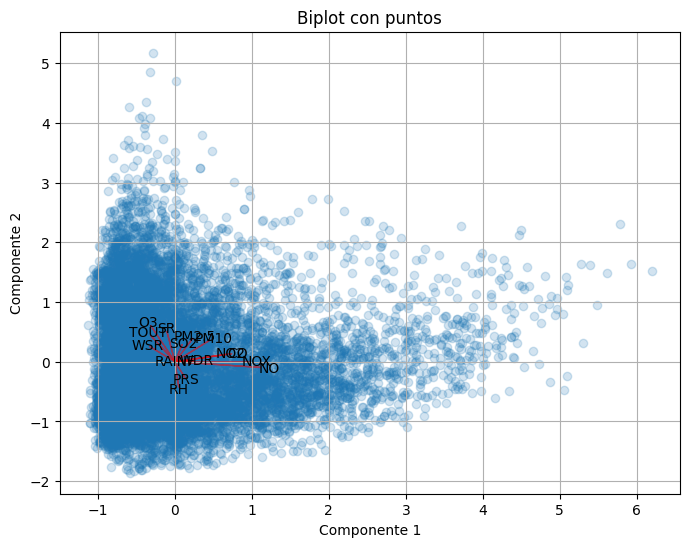 Biplot con puntos
Componente 2
5
4
3
2
1
0
−1
−2
O3
SR
TOUT
PM2.5
PM10
WSR
SO2
NO2
CO
RAINF
WDR
NOX
NO
PRS
RH
−1
0
1
2
3
4
5
6
Componente 1